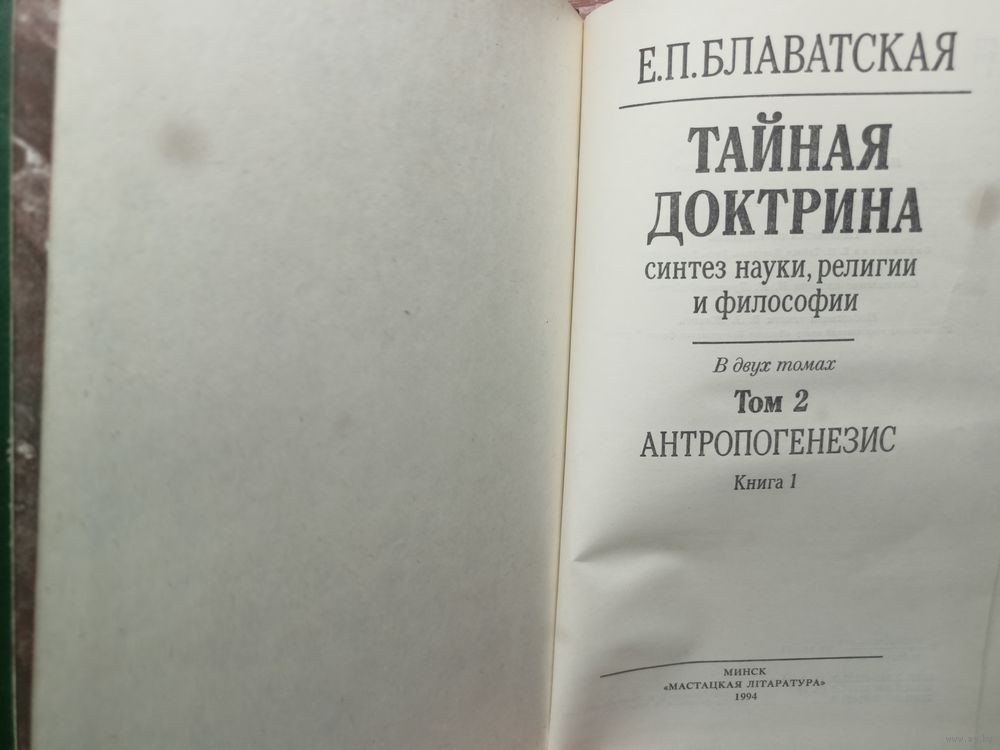 Е.П.БЛАВАТСКАЯ
ТАЙНАЯ
ДОКТРИНА
синтез науки, религии
и философии
В двух томах
Том 2
АНТРОПОГЕНЕЗИС
Книга 1
МИНСК
«МАСТАЦКАЯ ЛІТАРАТУРА»
1994